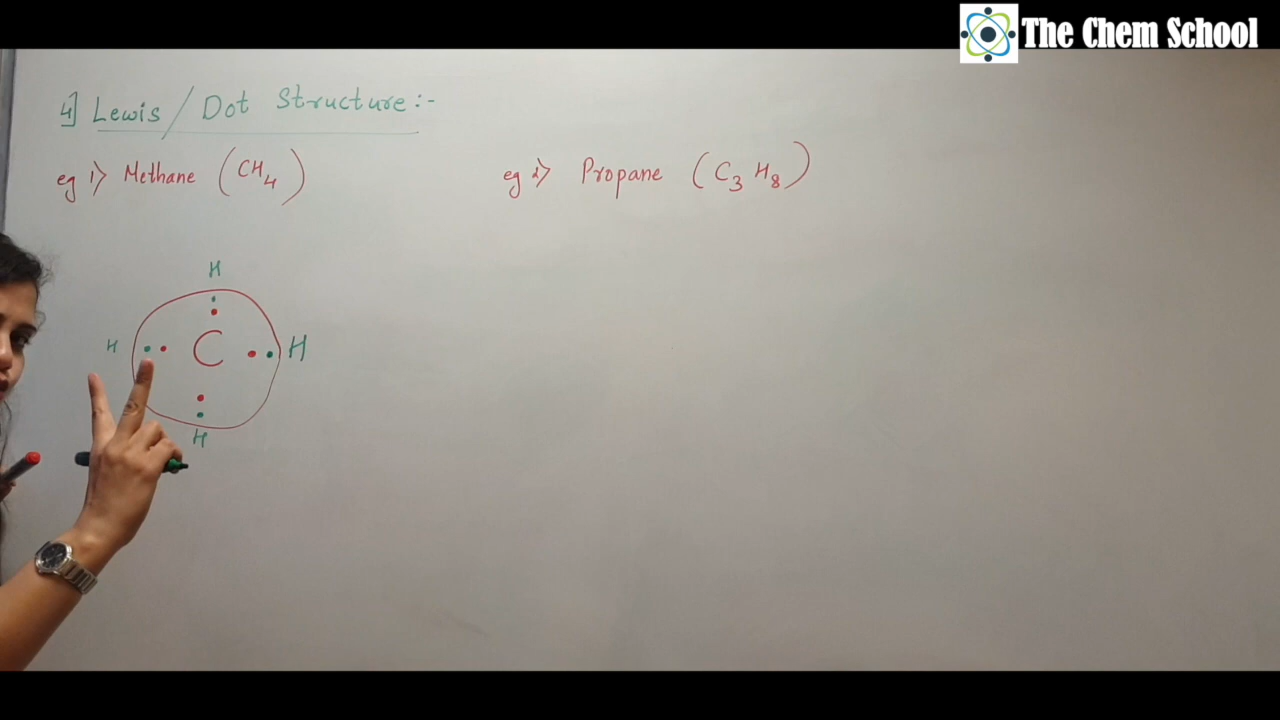 The Chem School
4] Lewis / Dot Structure :-
eg 1) Methane (CH4)
eg 2) Propane (C3 H8)
H
H C H
H